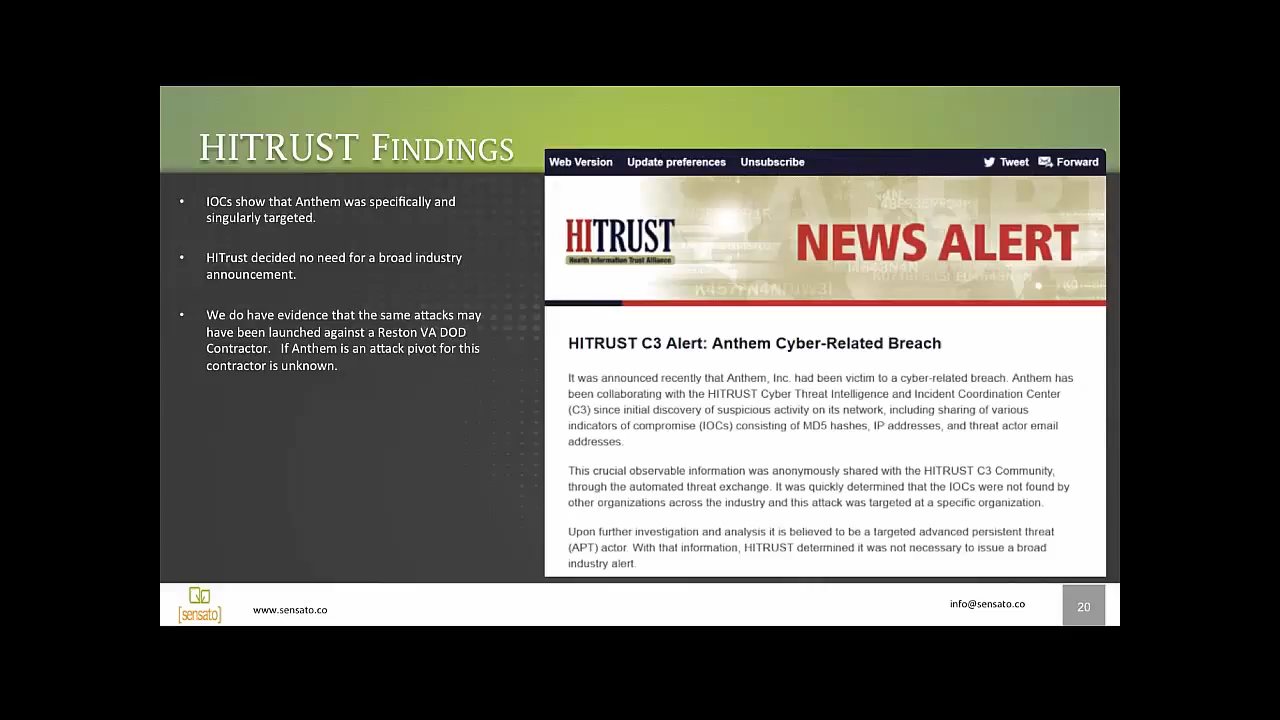 HITRUST FINDINGS
• IOCs show that Anthem was specifically and
singularly targeted.
• HITrust decided no need for a broad industry
announcement.
• We do have evidence that the same attacks may
have been launched against a Reston VA DOD
Contractor. If Anthem is an attack pivot for this
contractor is unknown.
Web Version Update preferences Unsubscribe Tweet Forward
HITRUST
Health Information Trust Alliance
NEWS ALERT
HITRUST C3 Alert: Anthem Cyber-Related Breach
It was announced recently that Anthem, Inc. had been victim to a cyber-related breach. Anthem has
been collaborating with the HITRUST Cyber Threat Intelligence and Incident Coordination Center
(C3) since initial discovery of suspicious activity on its network, including sharing of various
indicators of compromise (IOCs) consisting of MD5 hashes, IP addresses, and threat actor email
addresses.
This crucial observable information was anonymously shared with the HITRUST C3 Community,
through the automated threat exchange. It was quickly determined that the IOCs were not found by
other organizations across the industry and this attack was targeted at a specific organization.
Upon further investigation and analysis it is believed to be a targeted advanced persistent threat
(APT) actor. With that information, HITRUST determined it was not necessary to issue a broad
industry alert.
[sensato]
www.sensato.co
info@sensato.co
20